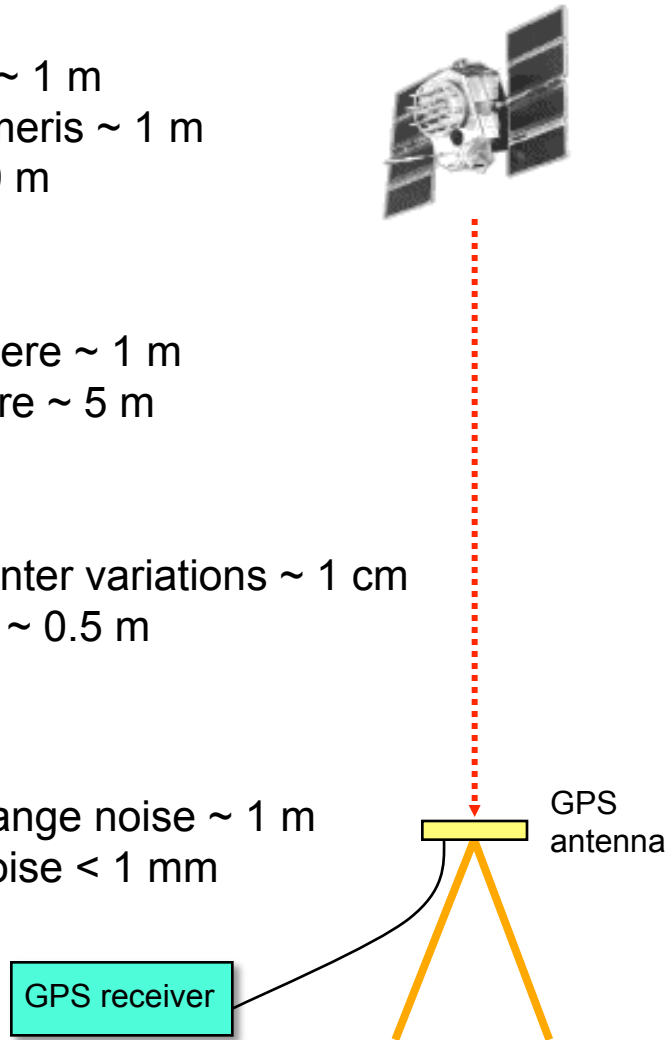 ~ 1 m
neris ~ 1 m
m
ere ~ 1 m
re ~ 5 m
nter variations ~ 1 cm
~ 0.5 m
ange noise ~ 1 m
oise < 1 mm
GPS
antenna
GPS receiver